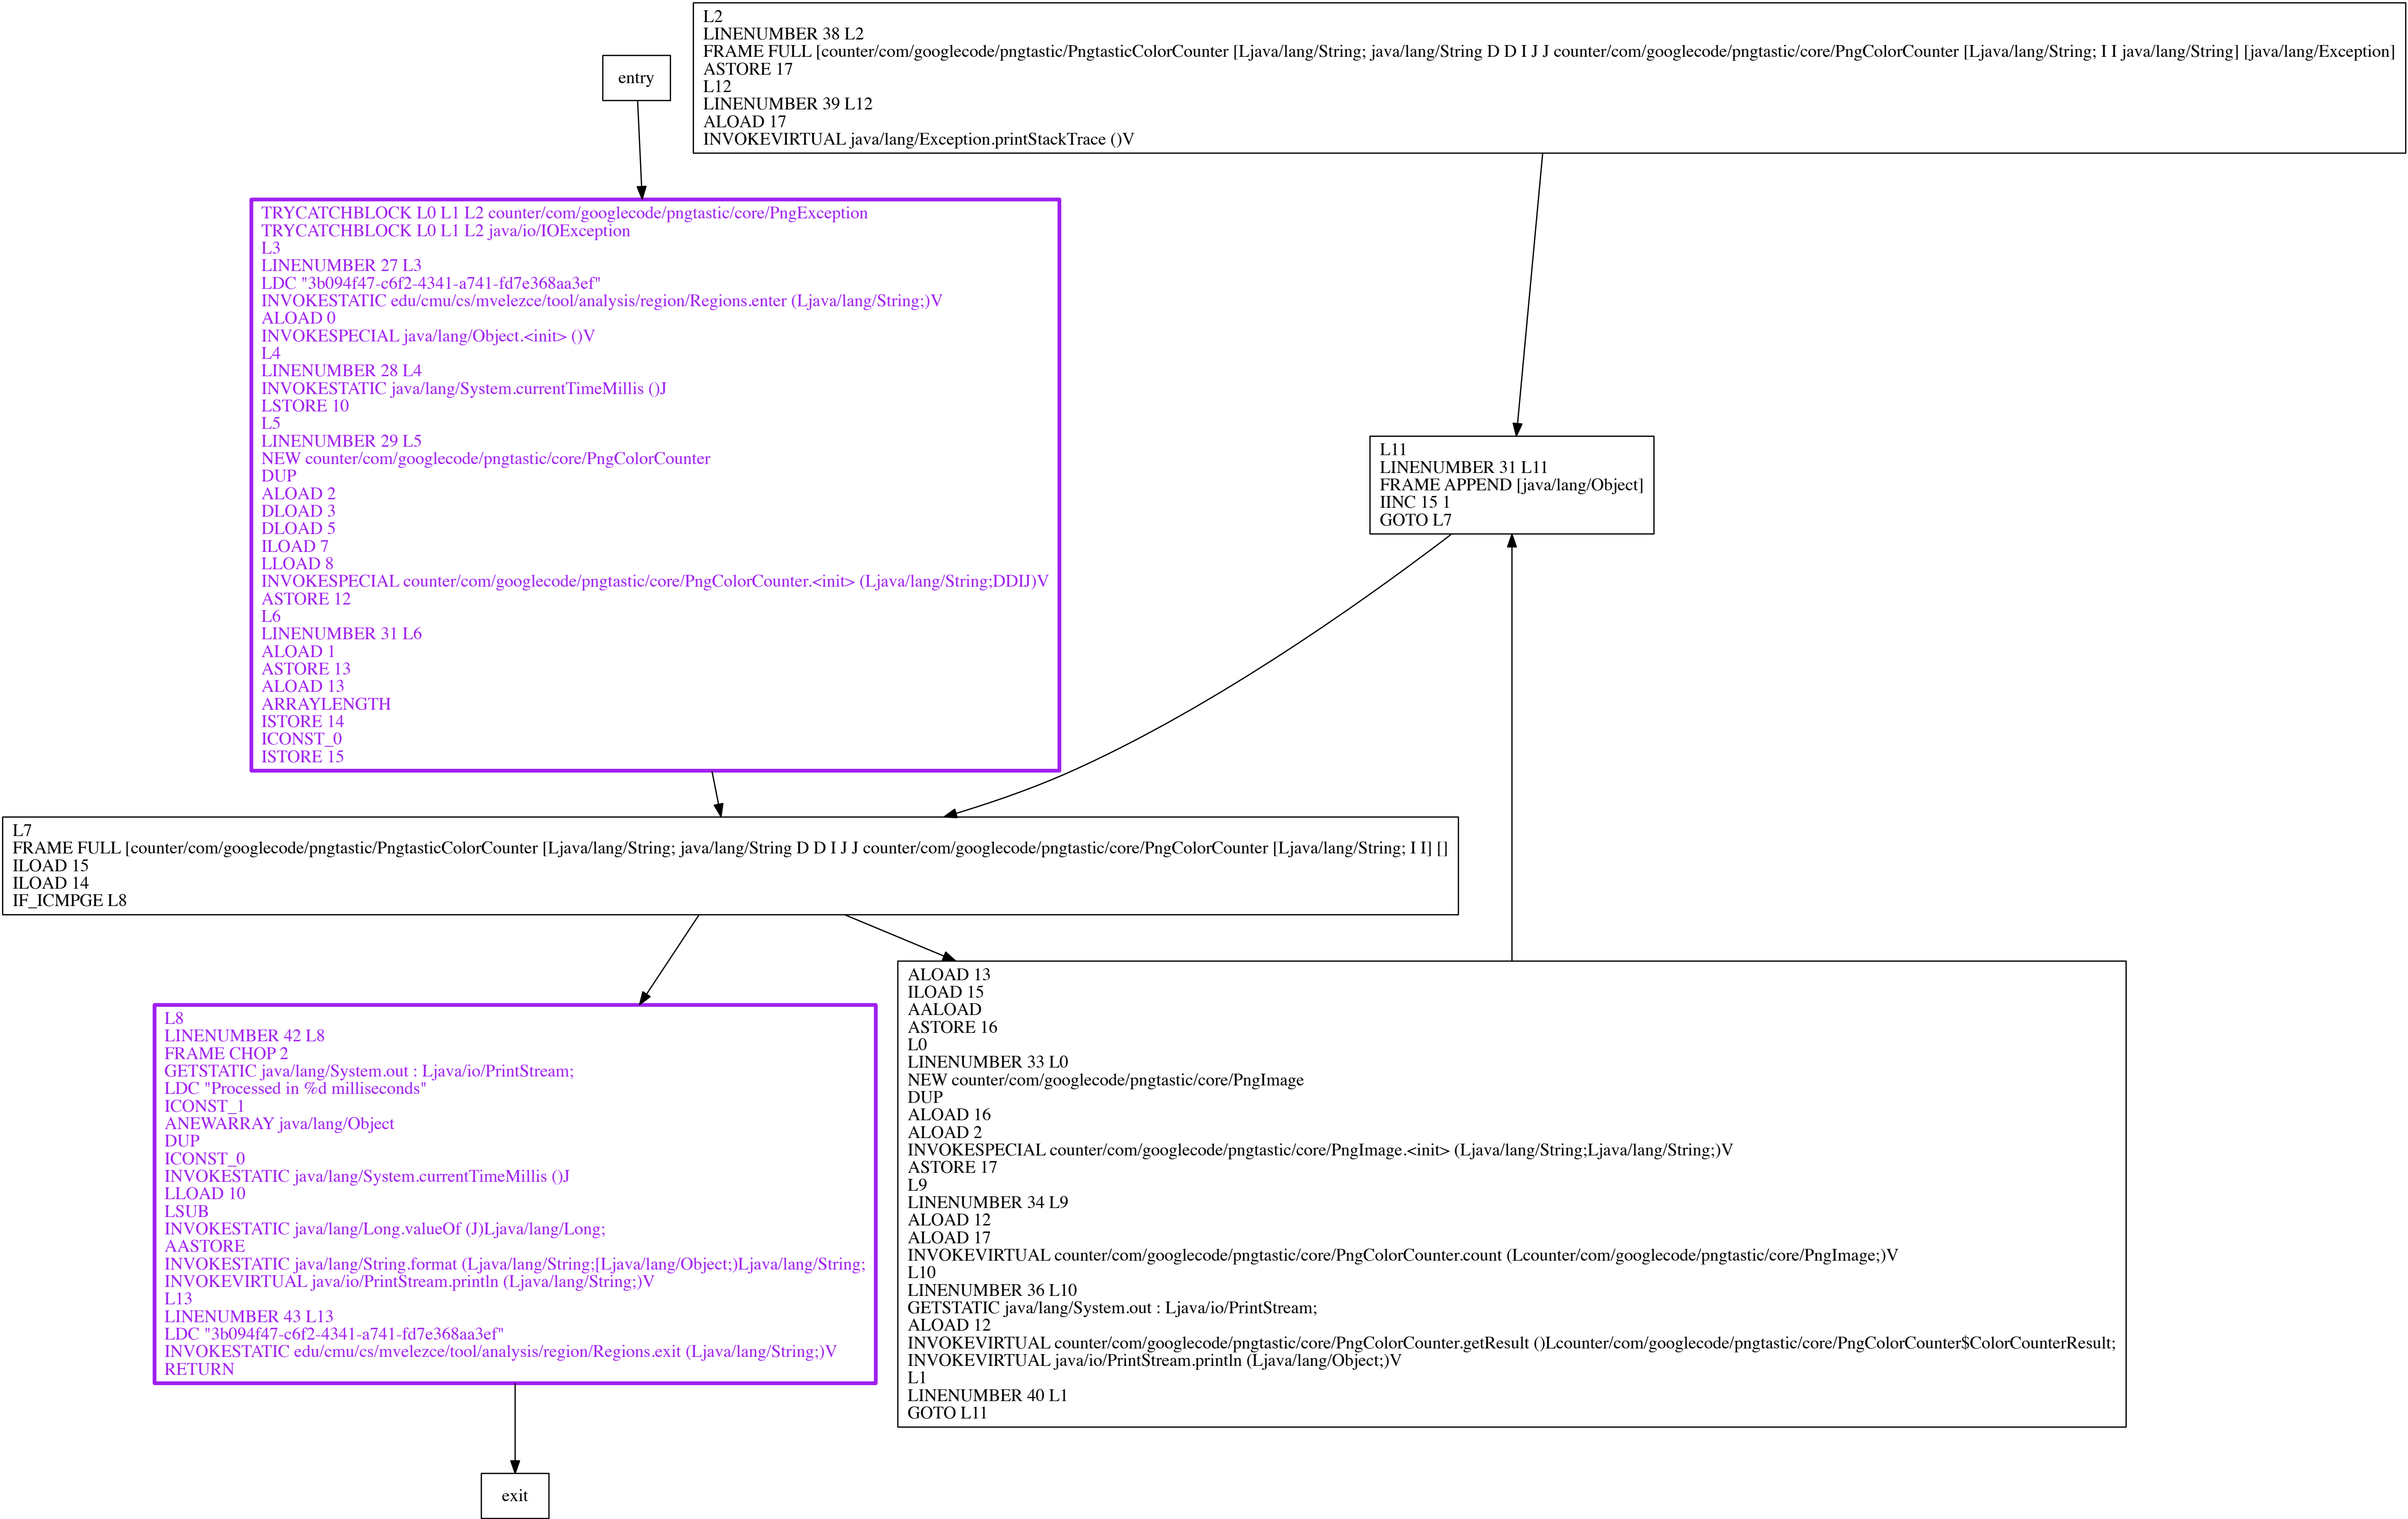 L2
LINENUMBER 38 L2
FRAME FULL [counter/com/googlecode/pngtastic/PngtasticColorCounter [Ljava/lang/String; java/lang/String D D I J J counter/com/googlecode/pngtastic/core/PngColorCounter [Ljava/lang/String; I I java/lang/String] [java/lang/Exception]
ASTORE 17
L12
LINENUMBER 39 L12
ALOAD 17
INVOKEVIRTUAL java/lang/Exception.printStackTrace ()V
entry
TRYCATCHBLOCK L0 L1 L2 counter/com/googlecode/pngtastic/core/PngException
TRYCATCHBLOCK L0 L1 L2 java/io/IOException
L3
LINENUMBER 27 L3
LDC "3b094f47-c6f2-4341-a741-fd7e368aa3ef"
INVOKESTATIC edu/cmu/cs/mvelezce/tool/analysis/region/Regions.enter (Ljava/lang/String;)V
ALOAD 0
INVOKESPECIAL java/lang/Object.<init> ()V
L4
LINENUMBER 28 L4
INVOKESTATIC java/lang/System.currentTimeMillis ()J
LSTORE 10
L5
LINENUMBER 29 L5
NEW counter/com/googlecode/pngtastic/core/PngColorCounter
DUP
ALOAD 2
DLOAD 3
DLOAD 5
ILOAD 7
LLOAD 8
INVOKESPECIAL counter/com/googlecode/pngtastic/core/PngColorCounter.<init> (Ljava/lang/String;DDIJ)V
ASTORE 12
L6
LINENUMBER 31 L6
ALOAD 1
ASTORE 13
ALOAD 13
ARRAYLENGTH
ISTORE 14
ICONST_0
ISTORE 15
L11
LINENUMBER 31 L11
FRAME APPEND [java/lang/Object]
IINC 15 1
GOTO L7
L7
FRAME FULL [counter/com/googlecode/pngtastic/PngtasticColorCounter [Ljava/lang/String; java/lang/String D D I J J counter/com/googlecode/pngtastic/core/PngColorCounter [Ljava/lang/String; I I] []
ILOAD 15
ILOAD 14
IF_ICMPGE L8
L8
LINENUMBER 42 L8
FRAME CHOP 2
GETSTATIC java/lang/System.out : Ljava/io/PrintStream;
LDC "Processed in %d milliseconds"
ICONST_1
ANEWARRAY java/lang/Object
DUP
ICONST_0
INVOKESTATIC java/lang/System.currentTimeMillis ()J
LLOAD 10
LSUB
INVOKESTATIC java/lang/Long.valueOf (J)Ljava/lang/Long;
AASTORE
INVOKESTATIC java/lang/String.format (Ljava/lang/String;[Ljava/lang/Object;)Ljava/lang/String;
INVOKEVIRTUAL java/io/PrintStream.println (Ljava/lang/String;)V
L13
LINENUMBER 43 L13
LDC "3b094f47-c6f2-4341-a741-fd7e368aa3ef"
INVOKESTATIC edu/cmu/cs/mvelezce/tool/analysis/region/Regions.exit (Ljava/lang/String;)V
RETURN
ALOAD 13
ILOAD 15
AALOAD
ASTORE 16
L0
LINENUMBER 33 L0
NEW counter/com/googlecode/pngtastic/core/PngImage
DUP
ALOAD 16
ALOAD 2
INVOKESPECIAL counter/com/googlecode/pngtastic/core/PngImage.<init> (Ljava/lang/String;Ljava/lang/String;)V
ASTORE 17
L9
LINENUMBER 34 L9
ALOAD 12
ALOAD 17
INVOKEVIRTUAL counter/com/googlecode/pngtastic/core/PngColorCounter.count (Lcounter/com/googlecode/pngtastic/core/PngImage;)V
L10
LINENUMBER 36 L10
GETSTATIC java/lang/System.out : Ljava/io/PrintStream;
ALOAD 12
INVOKEVIRTUAL counter/com/googlecode/pngtastic/core/PngColorCounter.getResult ()Lcounter/com/googlecode/pngtastic/core/PngColorCounter$ColorCounterResult;
INVOKEVIRTUAL java/io/PrintStream.println (Ljava/lang/Object;)V
L1
LINENUMBER 40 L1
GOTO L11
exit